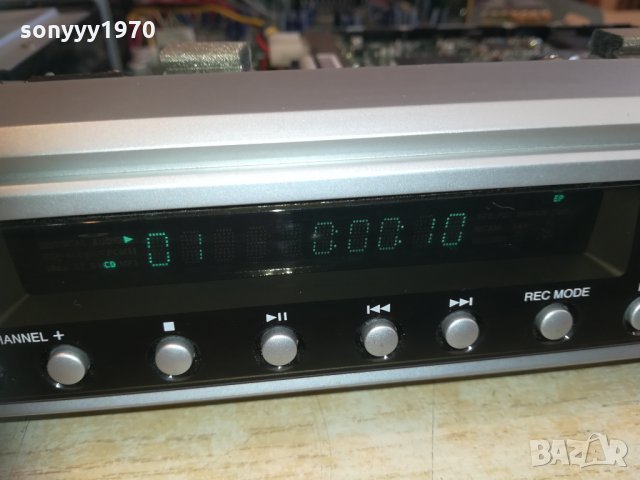 sonyyy1970
EP
CD 01 0:00:10
CHANNEL +
REC MODE
BAZAR